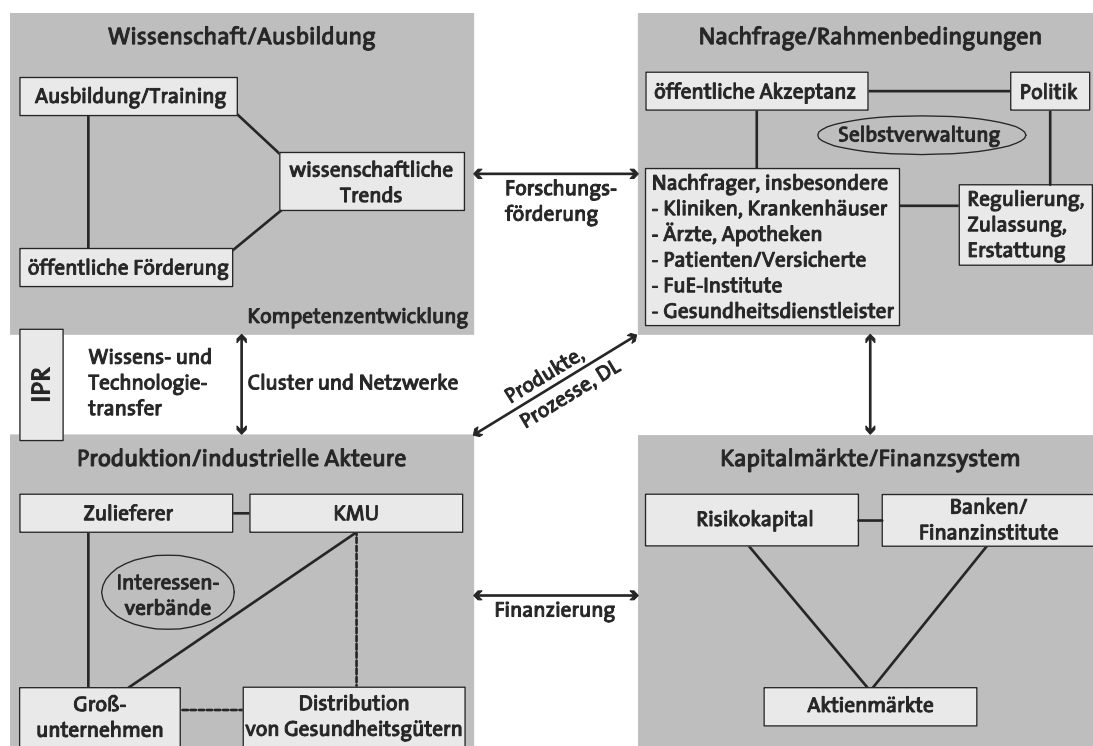 Wissenschaft/Ausbildung
Ausbildung/Training
wissenschaftliche
Trends
öffentliche Förderung
Kompetenzentwicklung
Forschungs-
förderung
Nachfrage/Rahmenbedingungen
öffentliche Akzeptanz
Politik
Selbstverwaltung
Nachfrager, insbesondere
- Kliniken, Krankenhäuser
- Ärzte, Apotheken
- Patienten/Versicherte
- FuE-Institute
- Gesundheitsdienstleister
Regulierung,
Zulassung,
Erstattung
IPR
Wissens- und
Technologie-
transfer
Cluster und Netzwerke
Produkte,
Prozesse, DL
Produktion/industrielle Akteure
Zulieferer
KMU
Interessen-
verbände
Groß-
unternehmen
Distribution
von Gesundheitsgütern
Finanzierung
Kapitalmärkte/Finanzsystem
Risikokapital
Banken/
Finanzinstitute
Aktienmärkte